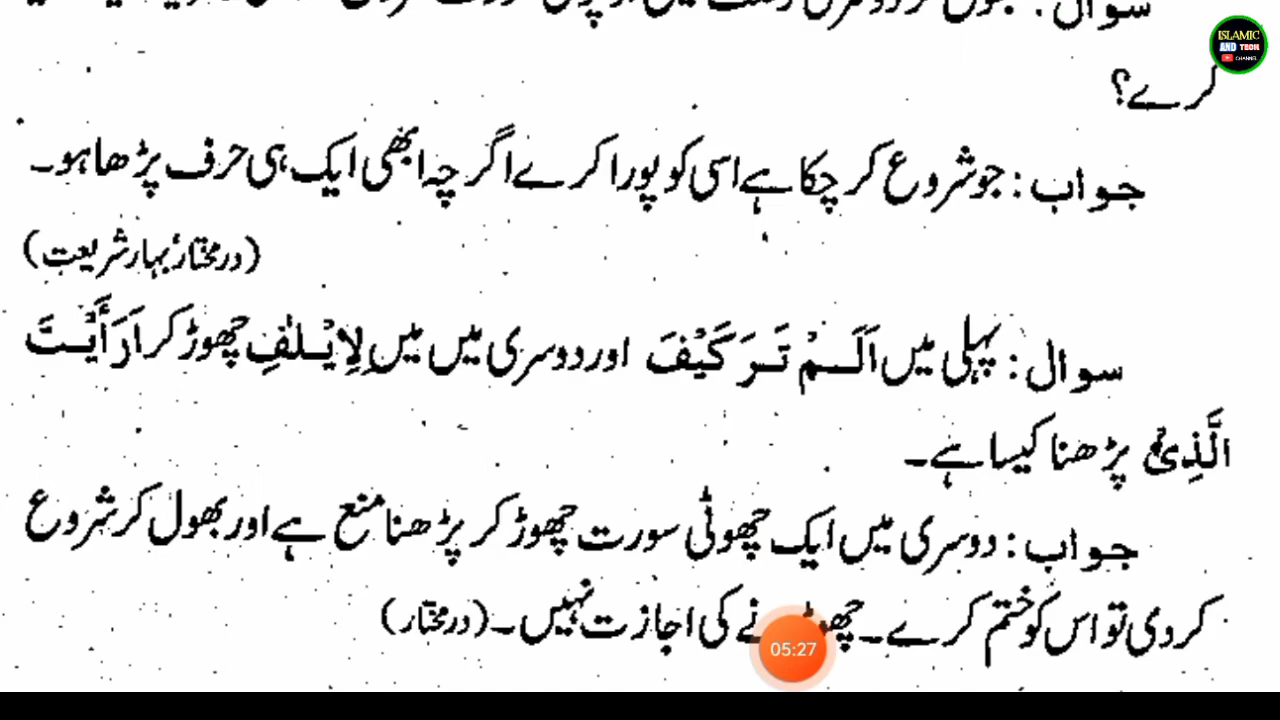 سوال:
ISLAMIC
AND TECH
CHANNEL
کرے؟
جواب: جو شروع کر چکا ہے اسی کو پورا کرے اگرچہ ابھی ایک ہی حرف پڑھا ہو۔
(درمختار، بہار شریعت)
سوال: پہلی میں اَلَمْ تَرَ کَیْفَ اور دوسری میں میں لِاِیْلٰفِ چھوڑ کر اَرَأَیْتَ
الَّذِیْ پڑھنا کیسا ہے۔
جواب: دوسری میں ایک چھوٹی سورت چھوڑ کر پڑھنا منع ہے اور بھول کر شروع
کر دی تو اس کو ختم کرے۔ کی اجازت نہیں۔ (درمختار)
05:27